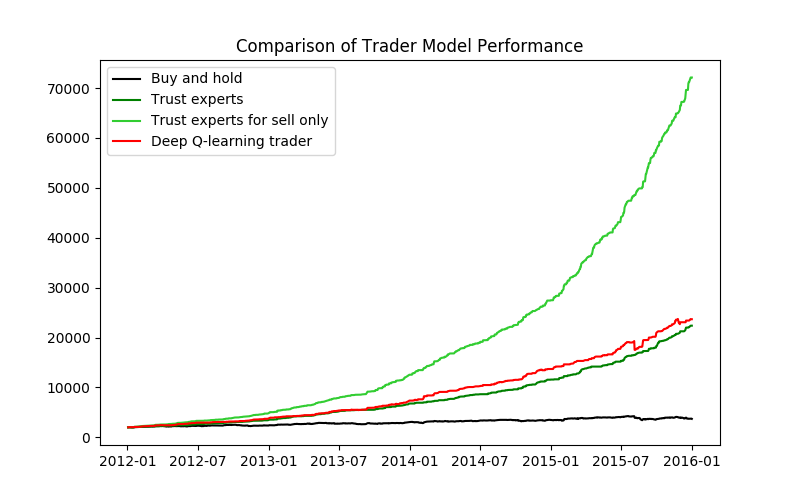 Comparison of Trader Model Performance
Buy and hold
Trust experts
Trust experts for sell only
Deep Q-learning trader
70000
60000
50000
40000
30000
20000
10000
0
2012-01 2012-07 2013-01 2013-07 2014-01 2014-07 2015-01 2015-07 2016-01